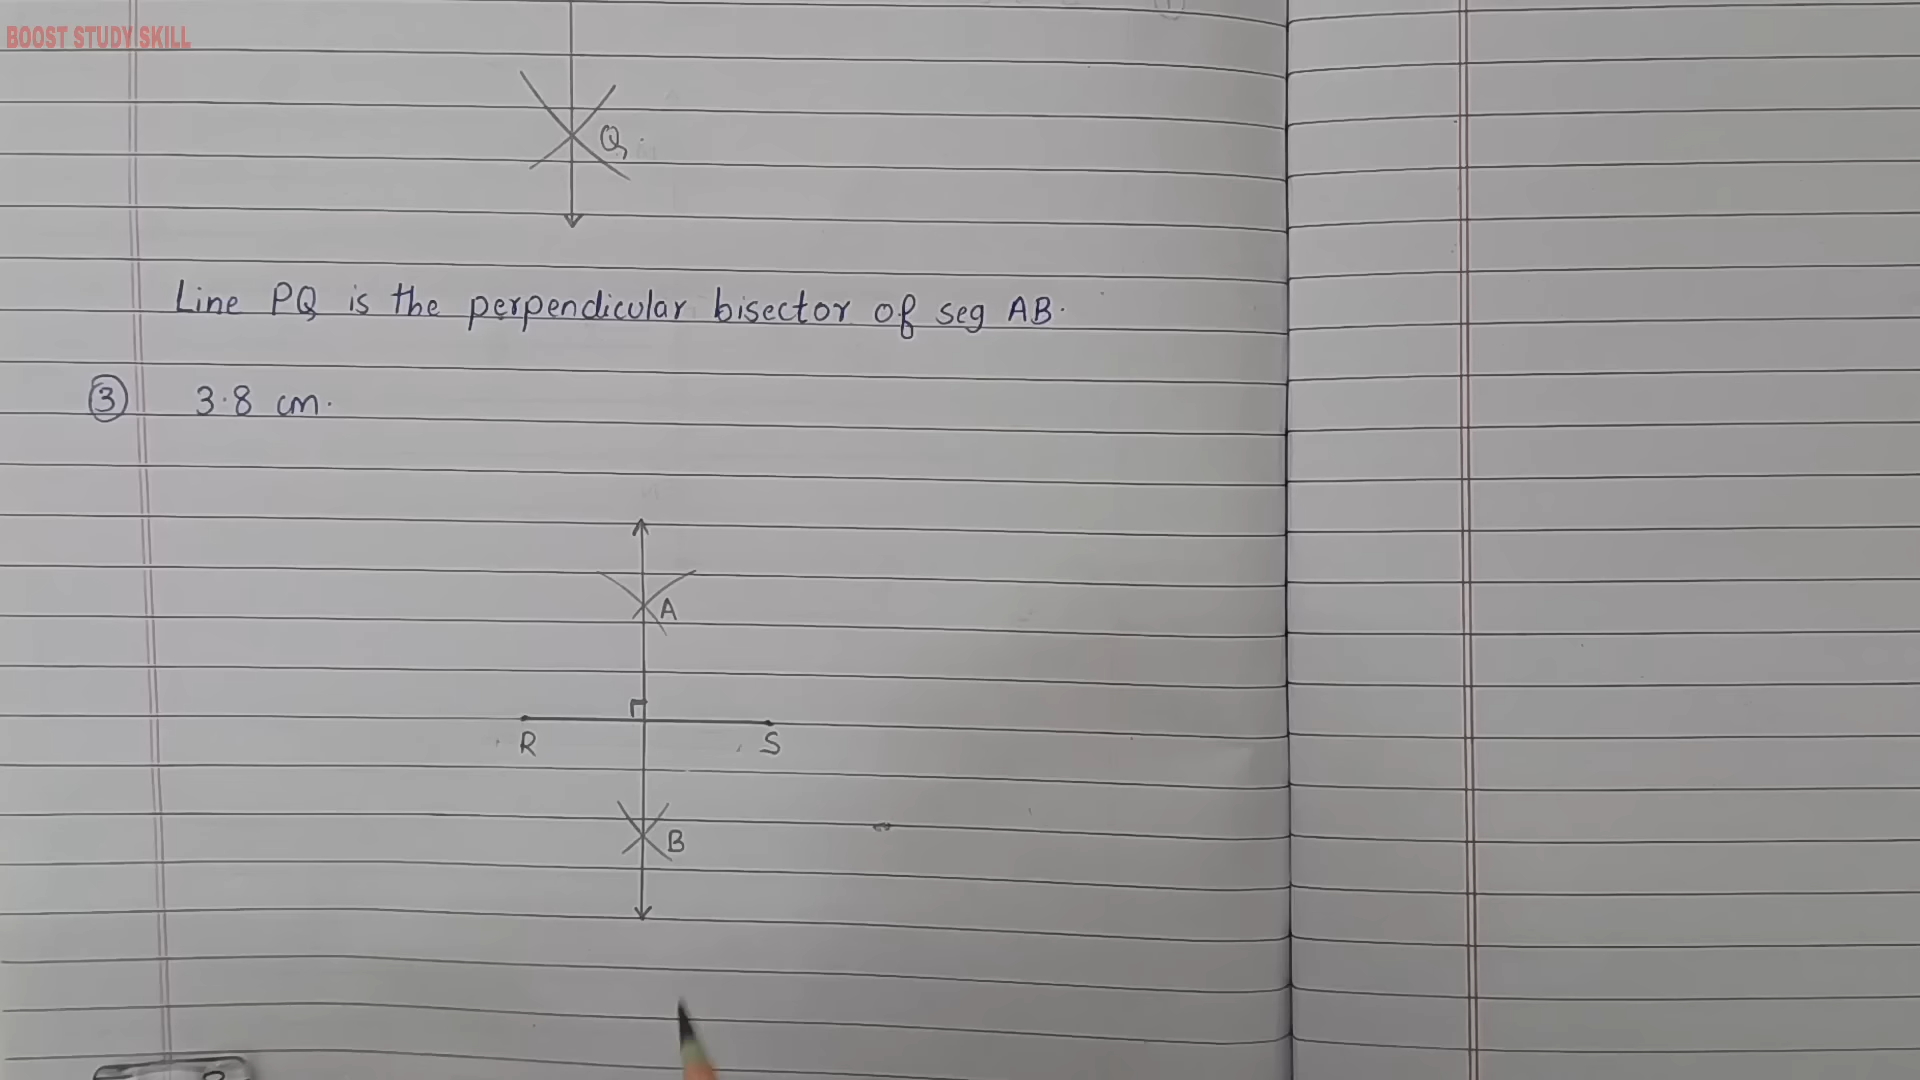 BOOST STUDY SKILL
Q
Line PQ is the perpendicular bisector of seg AB.
3 3.8 cm.
A
R S
B